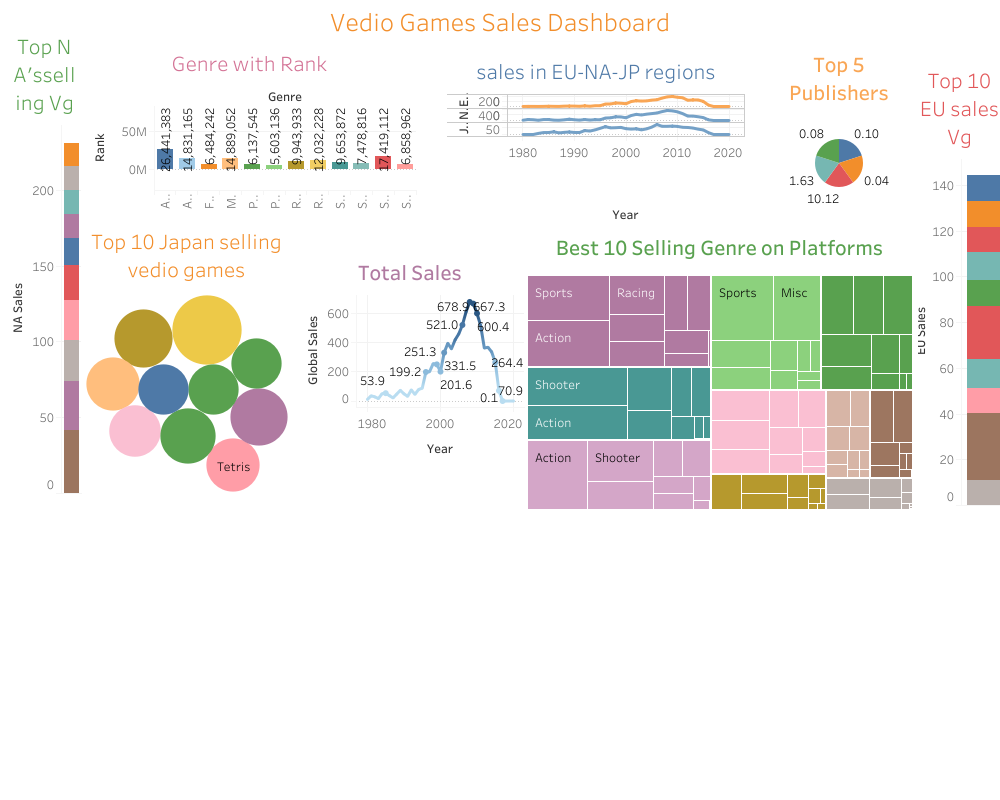 Vedio Games Sales Dashboard
Top N
A'ssell
ing Vg
NA Sales
200
150
100
50
0
Genre with Rank
Genre
Rank
50M
0M
26,441,383
14,831,165
6,484,242
14,889,052
6,137,545
5,603,136
9,943,933
12,032,228
9,653,872
7,478,816
17,419,112
6,858,962
A..
A..
F..
M.
P..
P..
R..
R..
S..
S..
S..
S..
sales in EU-NA-JP regions
J.. N.. E..
200
400
50
1980
1990
2000
2010
2020
Year
Top 5
Publishers
0.08
0.10
1.63
0.04
10.12
Top 10
EU sales
Vg
EU Sales
140
120
100
80
60
40
20
0
Top 10 Japan selling
vedio games
Tetris
Total Sales
Global Sales
600
400
200
0
678.9
667.3
521.0
600.4
251.3
331.5
264.4
199.2
53.9
201.6
0.1
70.9
1980
2000
2020
Year
Best 10 Selling Genre on Platforms
Sports
Racing
Action
Shooter
Action
Action
Shooter
Sports
Misc